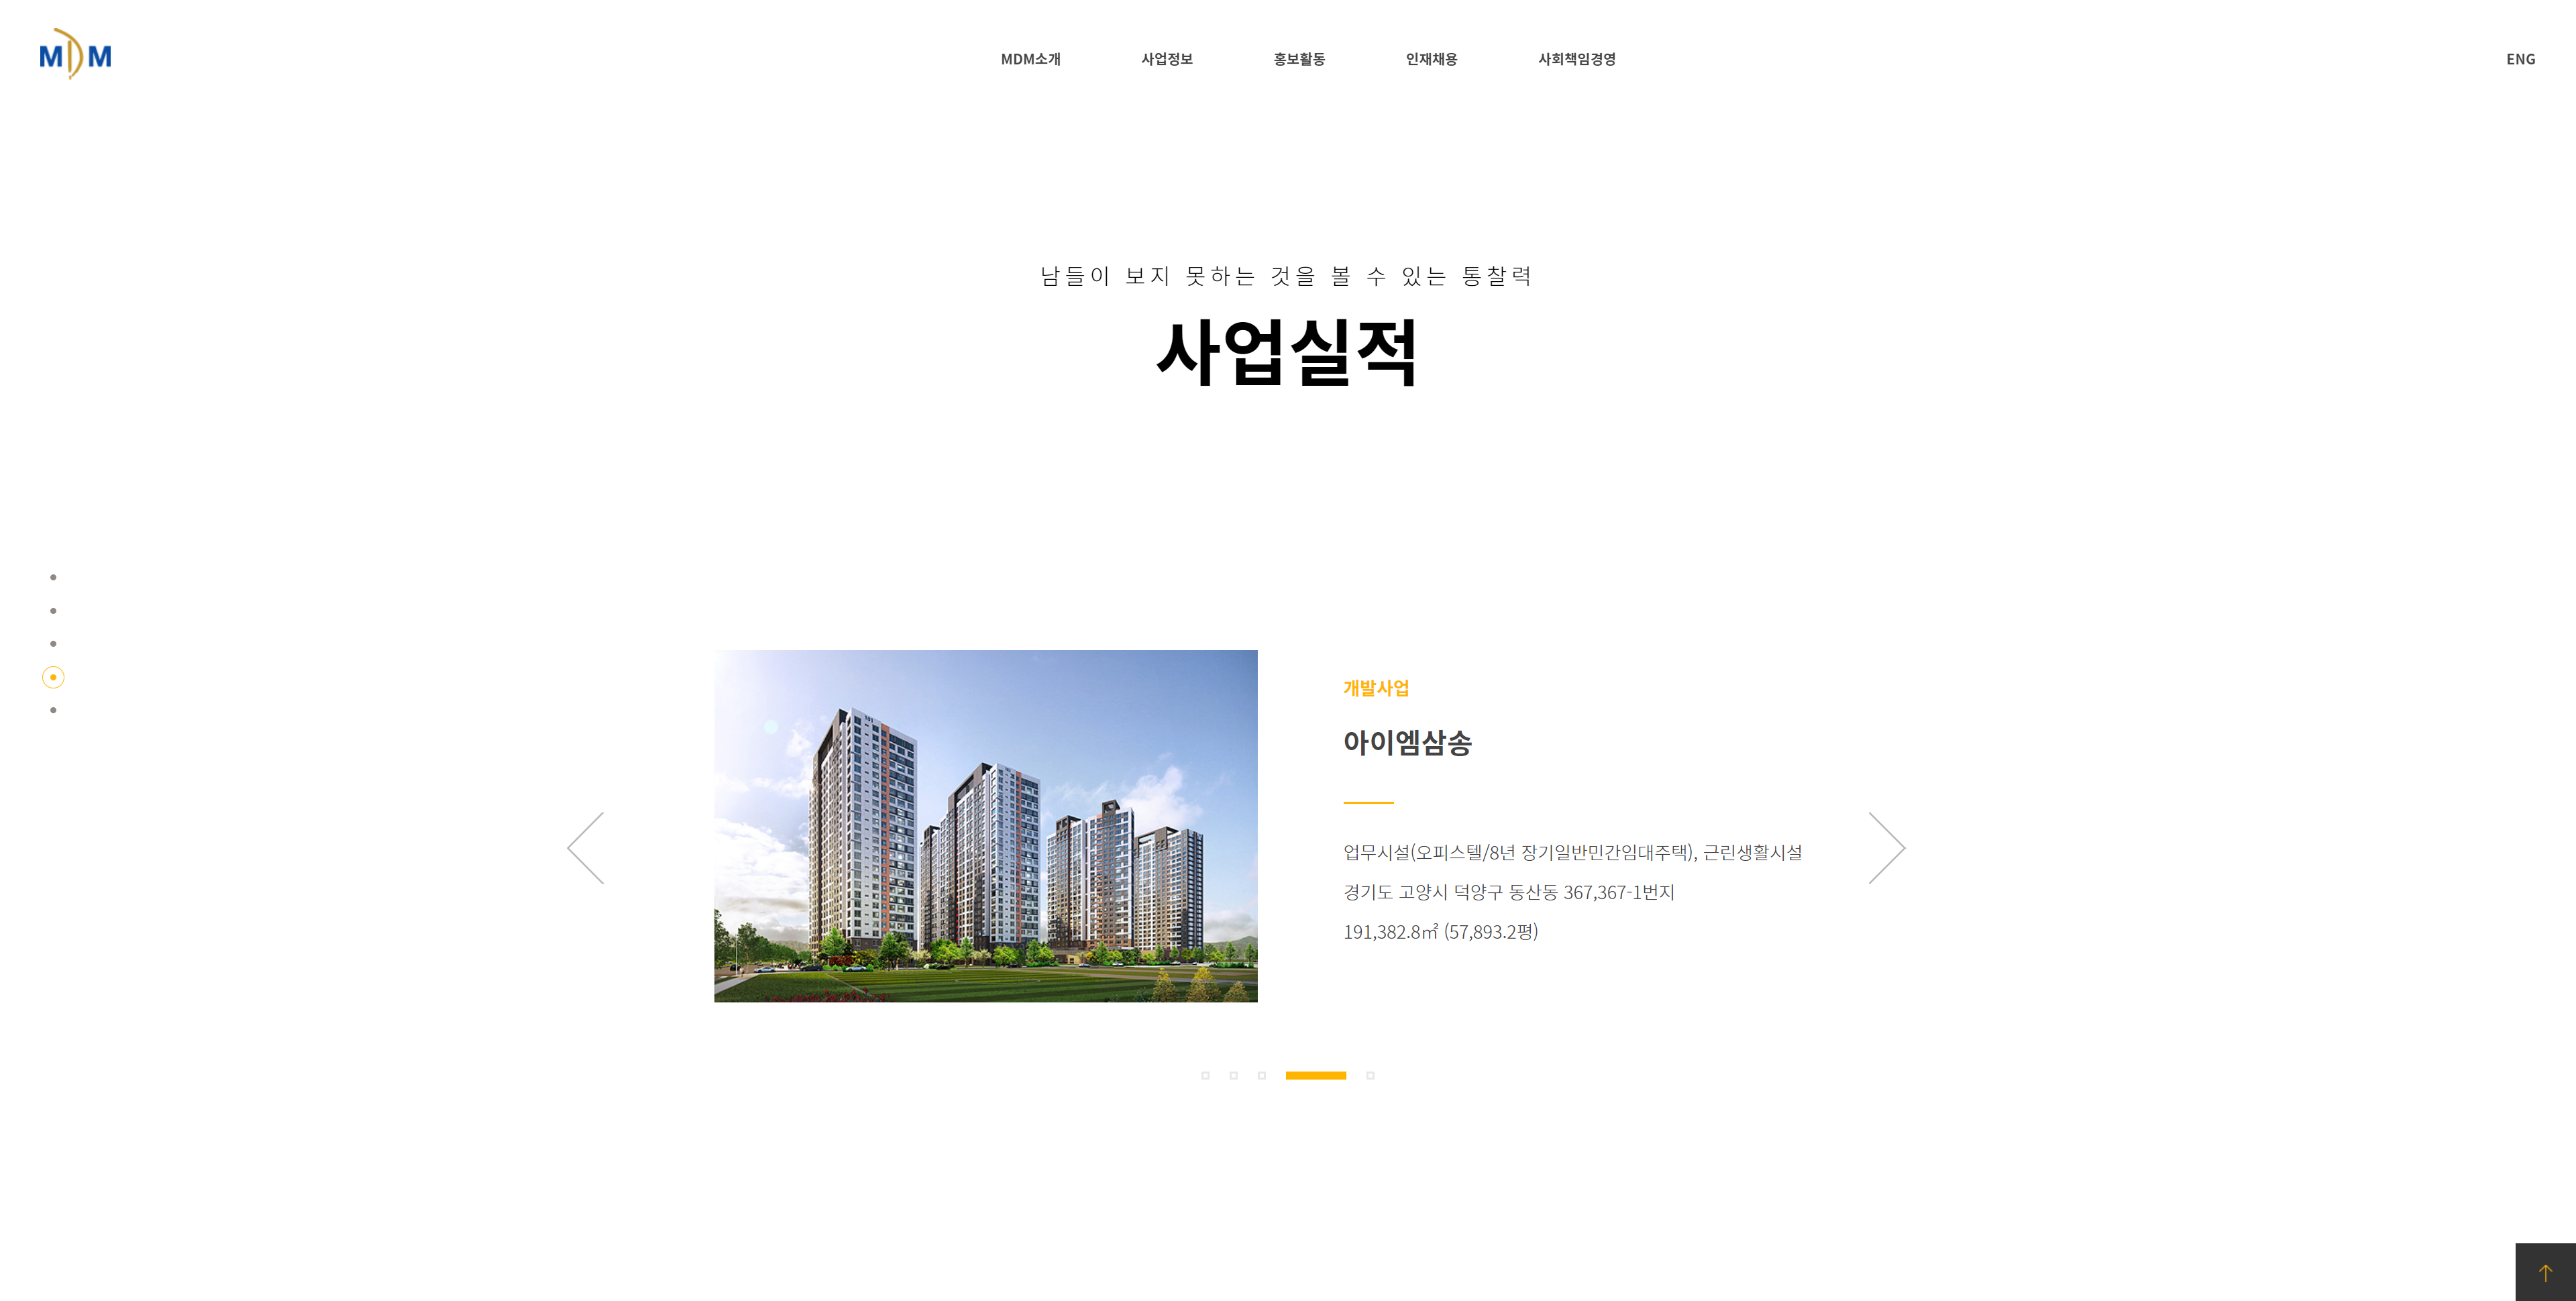 MDM
MDM소개 사업정보 홍보활동 인재채용 사회책임경영
ENG
남들이 보지 못하는 것을 볼 수 있는 통찰력
사업실적
개발사업
아이엠삼송
업무시설(오피스텔/8년 장기일반민간임대주택), 근린생활시설
경기도 고양시 덕양구 동산동 367,367-1번지
191,382.8㎡ (57,893.2평)